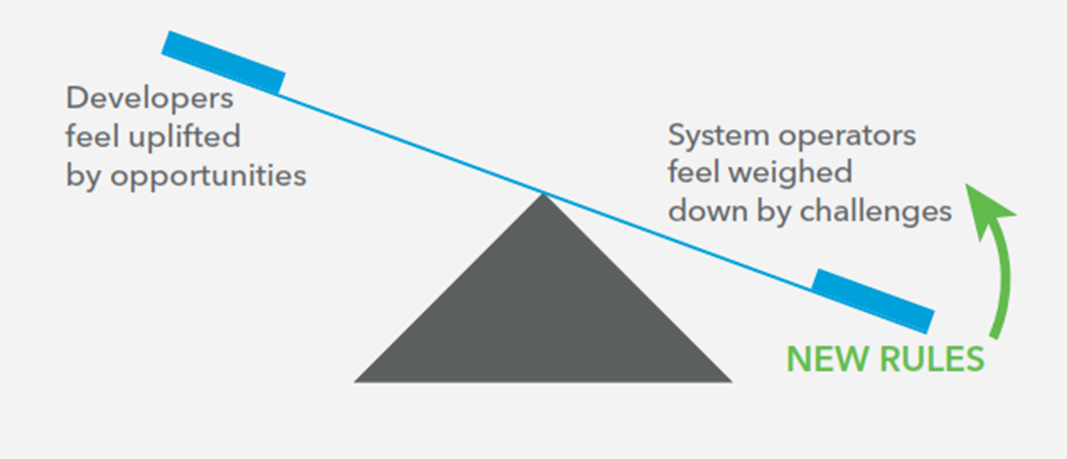 Developers
feel uplifted
by opportunities
System operators
feel weighed
down by challenges
NEW RULES